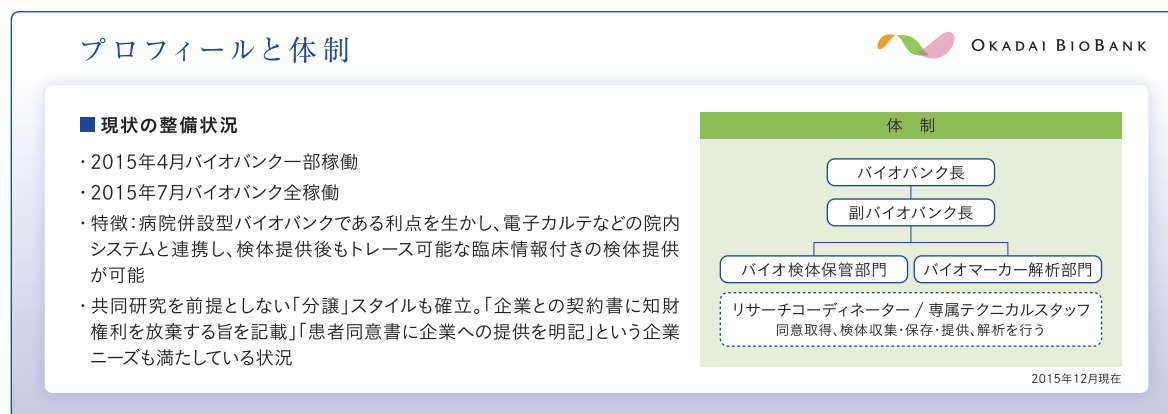 プロフィールと体制
OKADAI BIOBANK
■現状の整備状況
・2015年4月バイオバンク一部稼働
・2015年7月バイオバンク全稼働
・特徴：病院併設型バイオバンクである利点を生かし、電子カルテなどの院内
システムと連携し、検体提供後もトレース可能な臨床情報付きの検体提供
が可能
・共同研究を前提としない「分譲」スタイルも確立。「企業との契約書に知財
権利を放棄する旨を記載」「患者同意書に企業への提供を明記」という企業
ニーズも満たしている状況
体 制
バイオバンク長
副バイオバンク長
バイオ検体保管部門
バイオマーカー解析部門
リサーチコーディネーター / 専属テクニカルスタッフ
同意取得、検体収集・保存・提供、解析を行う
2015年12月現在